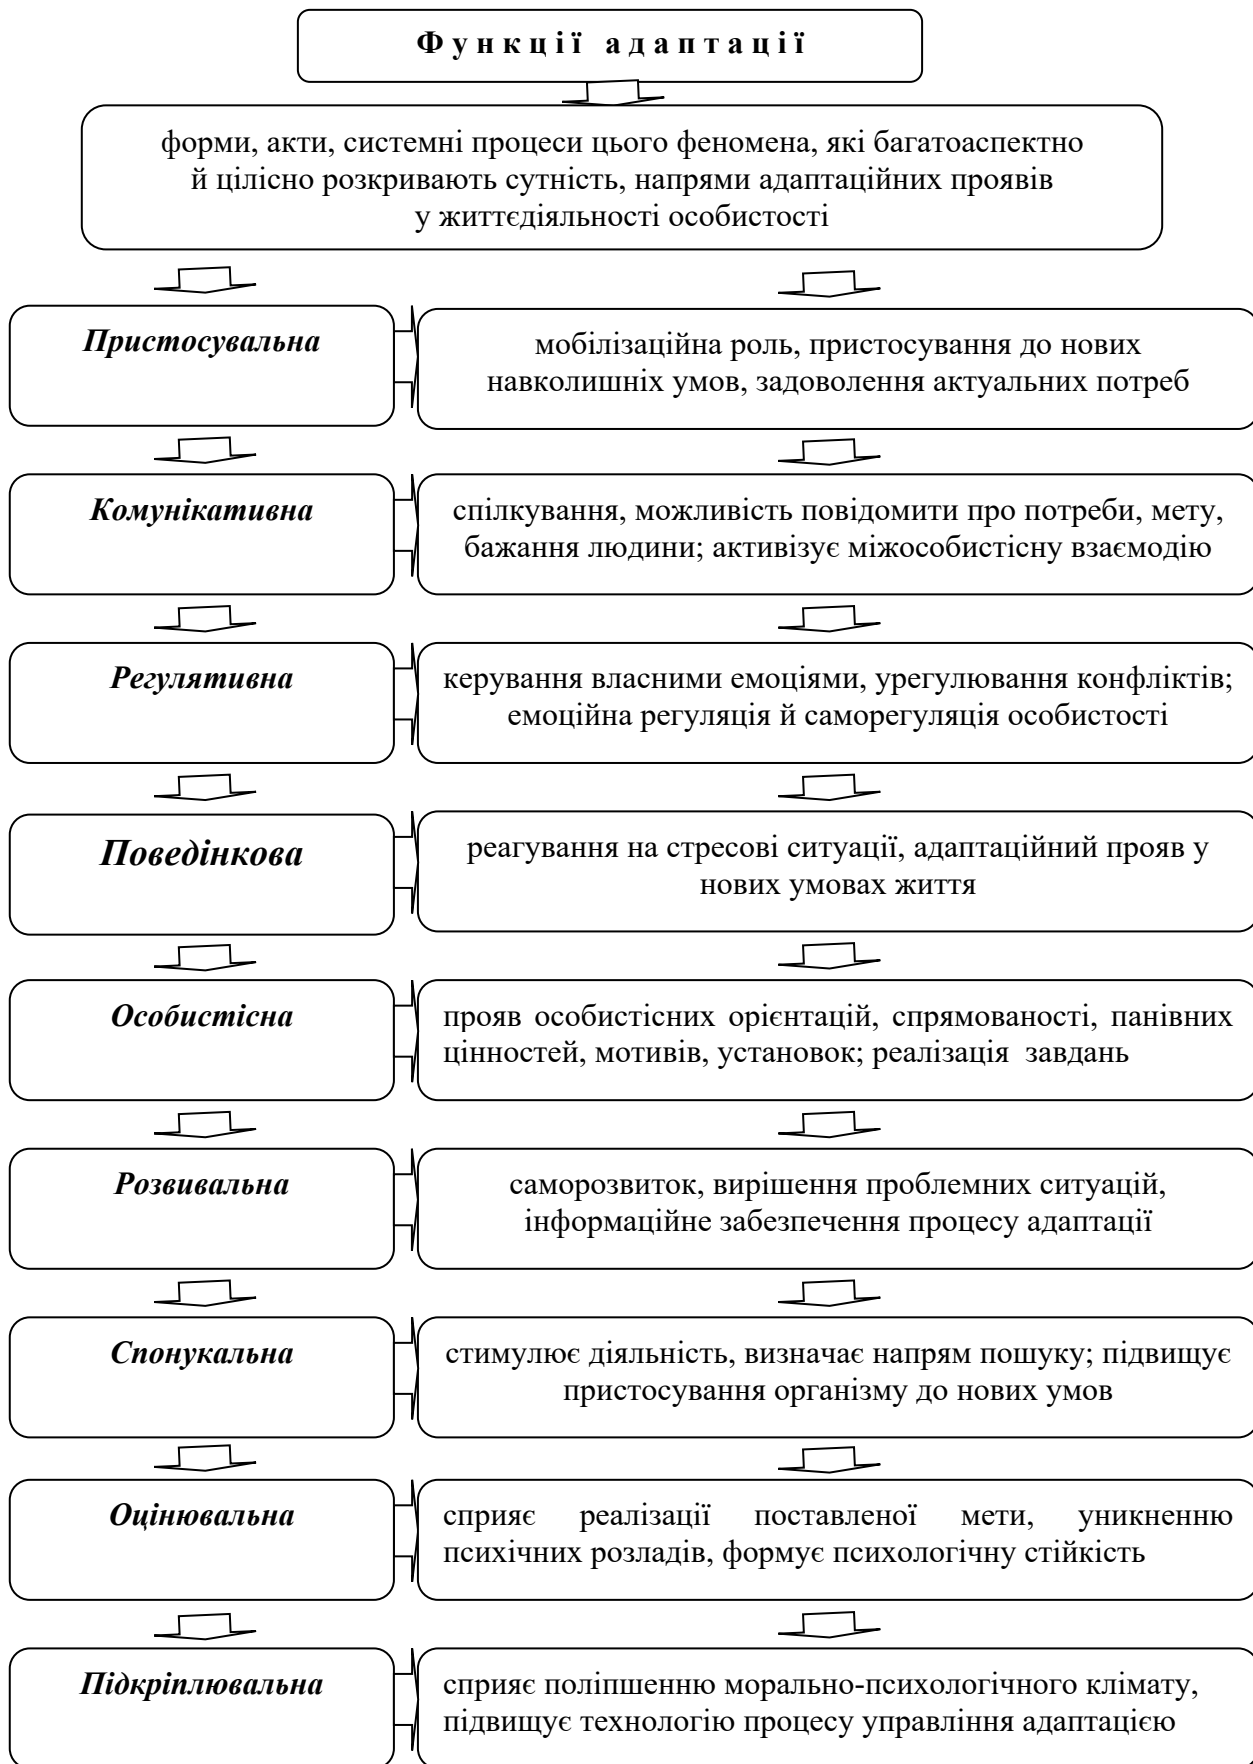 Функції адаптації
форми, акти, системні процеси цього феномена, які багатоаспектно
й цілісно розкривають сутність, напрями адаптаційних проявів
у життєдіяльності особистості
Пристосувальна
мобілізаційна роль, пристосування до нових
навколишніх умов, задоволення актуальних потреб
Комунікативна
спілкування, можливість повідомити про потреби, мету,
бажання людини; активізує міжособистісну взаємодію
Регулятивна
керування власними емоціями, урегулювання конфліктів;
емоційна регуляція й саморегуляція особистості
Поведінкова
реагування на стресові ситуації, адаптаційний прояв у
нових умовах життя
Особистісна
прояв особистісних орієнтацій, спрямованості, панівних
цінностей, мотивів, установок; реалізація завдань
Розвивальна
саморозвиток, вирішення проблемних ситуацій,
інформаційне забезпечення процесу адаптації
Спонукальна
стимулює діяльність, визначає напрям пошуку; підвищує
пристосування організму до нових умов
Оцінювальна
сприяє реалізації поставленої мети, уникненню
психічних розладів, формує психологічну стійкість
Підкріплювальна
сприяє поліпшенню морально-психологічного клімату,
підвищує технологію процесу управління адаптацією